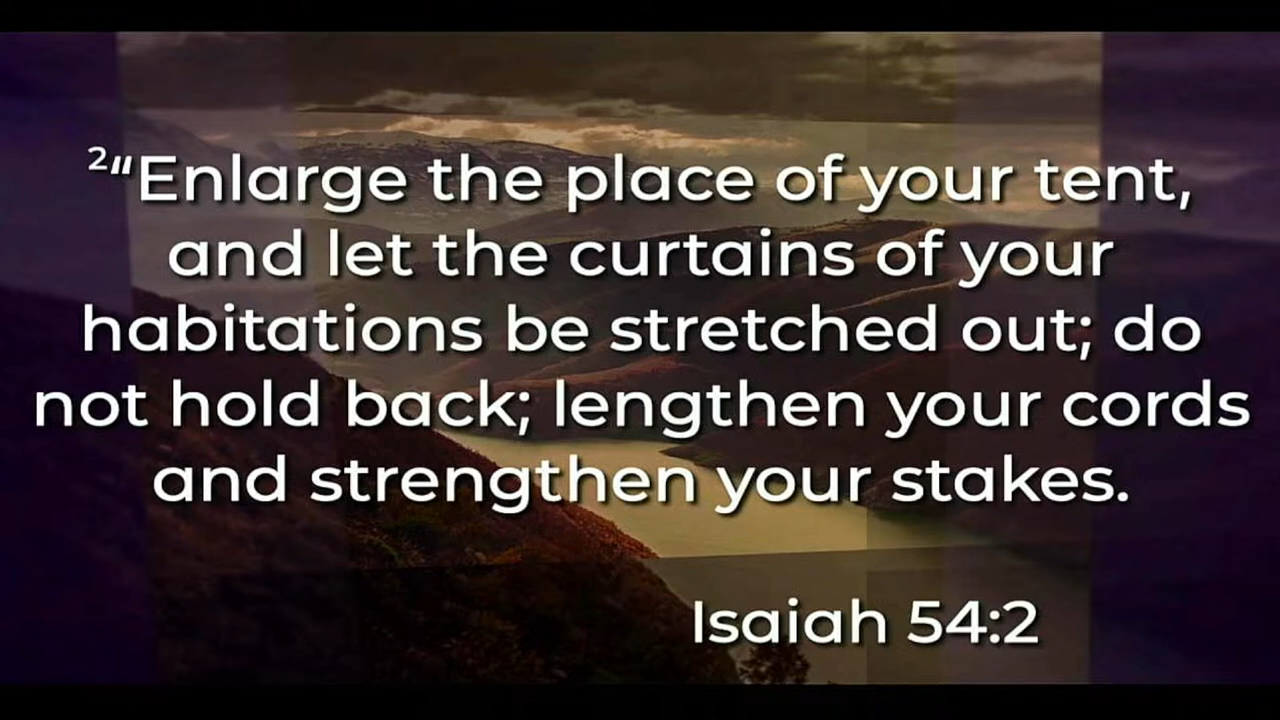 ²“Enlarge the place of your tent,
and let the curtains of your
habitations be stretched out; do
not hold back; lengthen your cords
and strengthen your stakes.
Isaiah 54:2